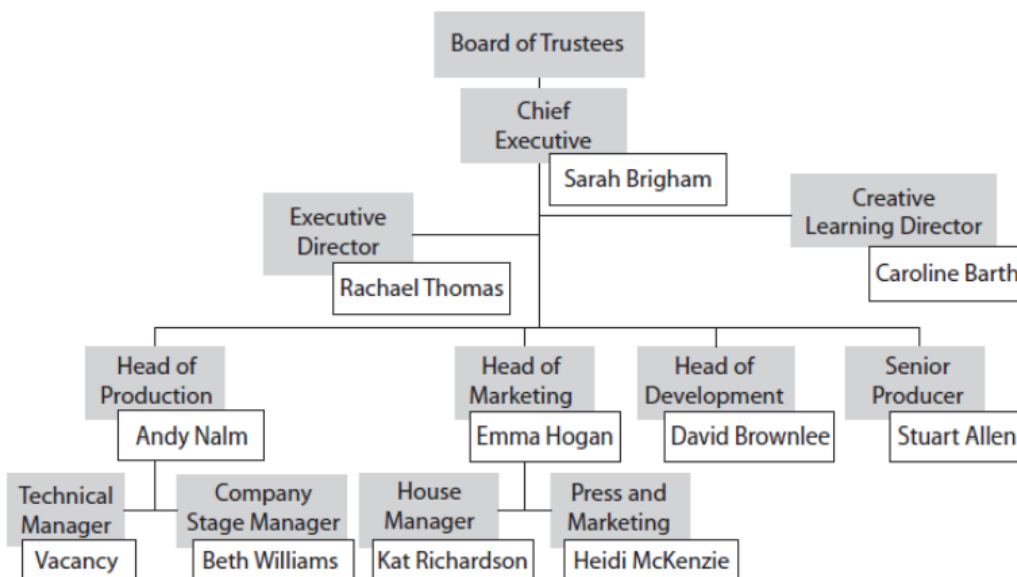 Board of Trustees
Chief
Executive
Sarah Brigham
Executive
Director
Rachael Thomas
Creative
Learning Director
Caroline Barth
Head of
Production
Andy Nalm
Head of
Marketing
Emma Hogan
Head of
Development
David Brownlee
Senior
Producer
Stuart Allen
Technical
Manager
Vacancy
Company
Stage Manager
Beth Williams
House
Manager
Kat Richardson
Press and
Marketing
Heidi McKenzie